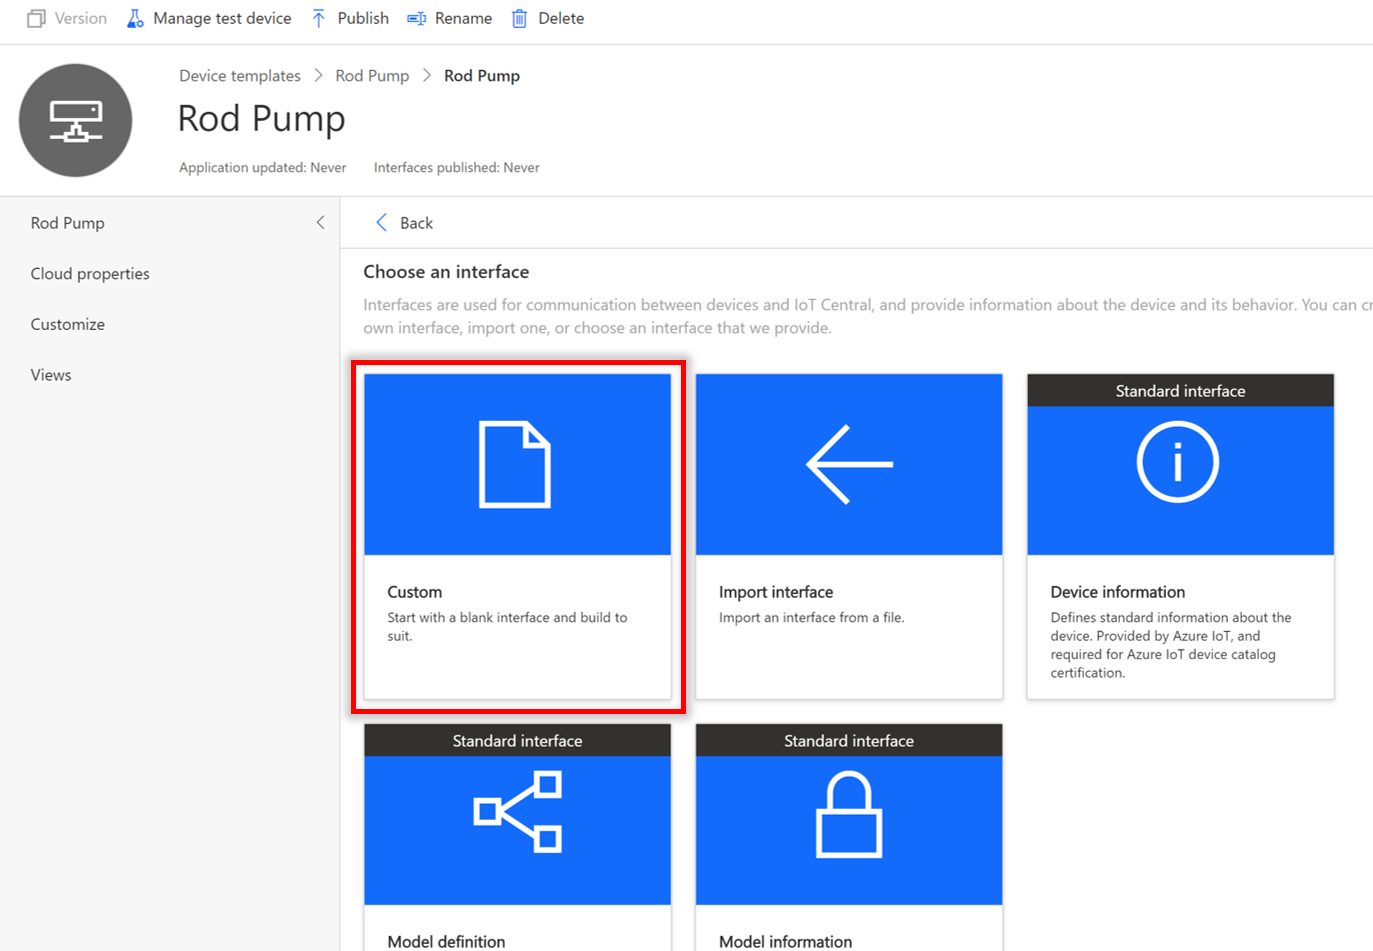 Version Manage test device Publish Rename Delete
Device templates Rod Pump Rod Pump
Rod Pump
Application updated: Never Interfaces published: Never
Rod Pump
Cloud properties
Customize
Views
Back
Choose an interface
Interfaces are used for communication between devices and IoT Central, and provide information about the device and its behavior. You can
own interface, import one, or choose an interface that we provide.
Custom
Start with a blank interface and build to
suit.
Import interface
Import an interface from a file.
Standard interface
Device information
Defines standard information about the
device. Provided by Azure IoT, and
required for Azure IoT device catalog
certification.
Standard interface
Model definition
Standard interface
Model information